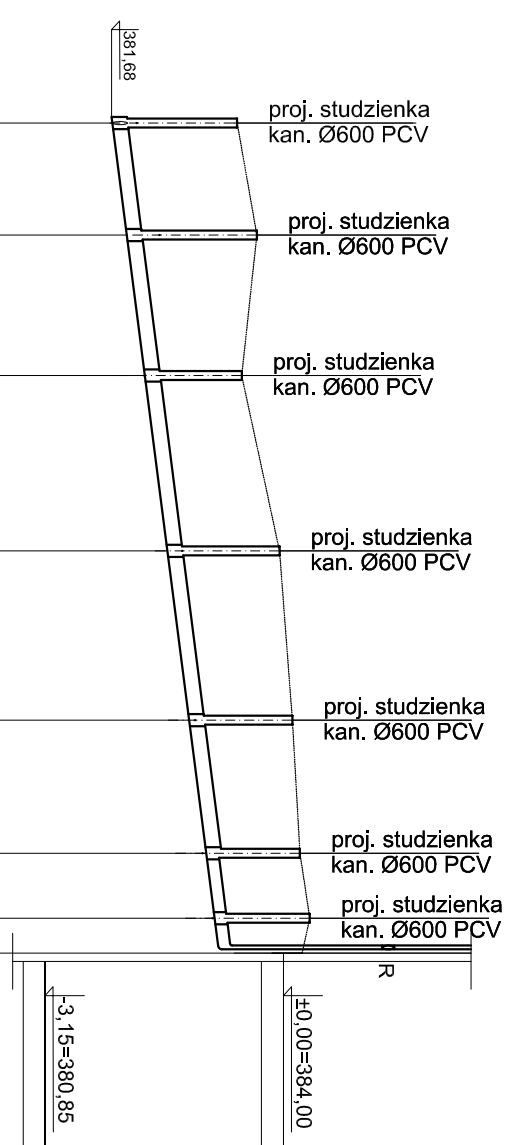 381,68
proj. studzienka
kan. Ø600 PCV
proj. studzienka
kan. Ø600 PCV
proj. studzienka
kan. Ø600 PCV
proj. studzienka
kan. Ø600 PCV
proj. studzienka
kan. Ø600 PCV
proj. studzienka
kan. Ø600 PCV
proj. studzienka
kan. Ø600 PCV
R
-3,15=380,85
±0,00=384,00